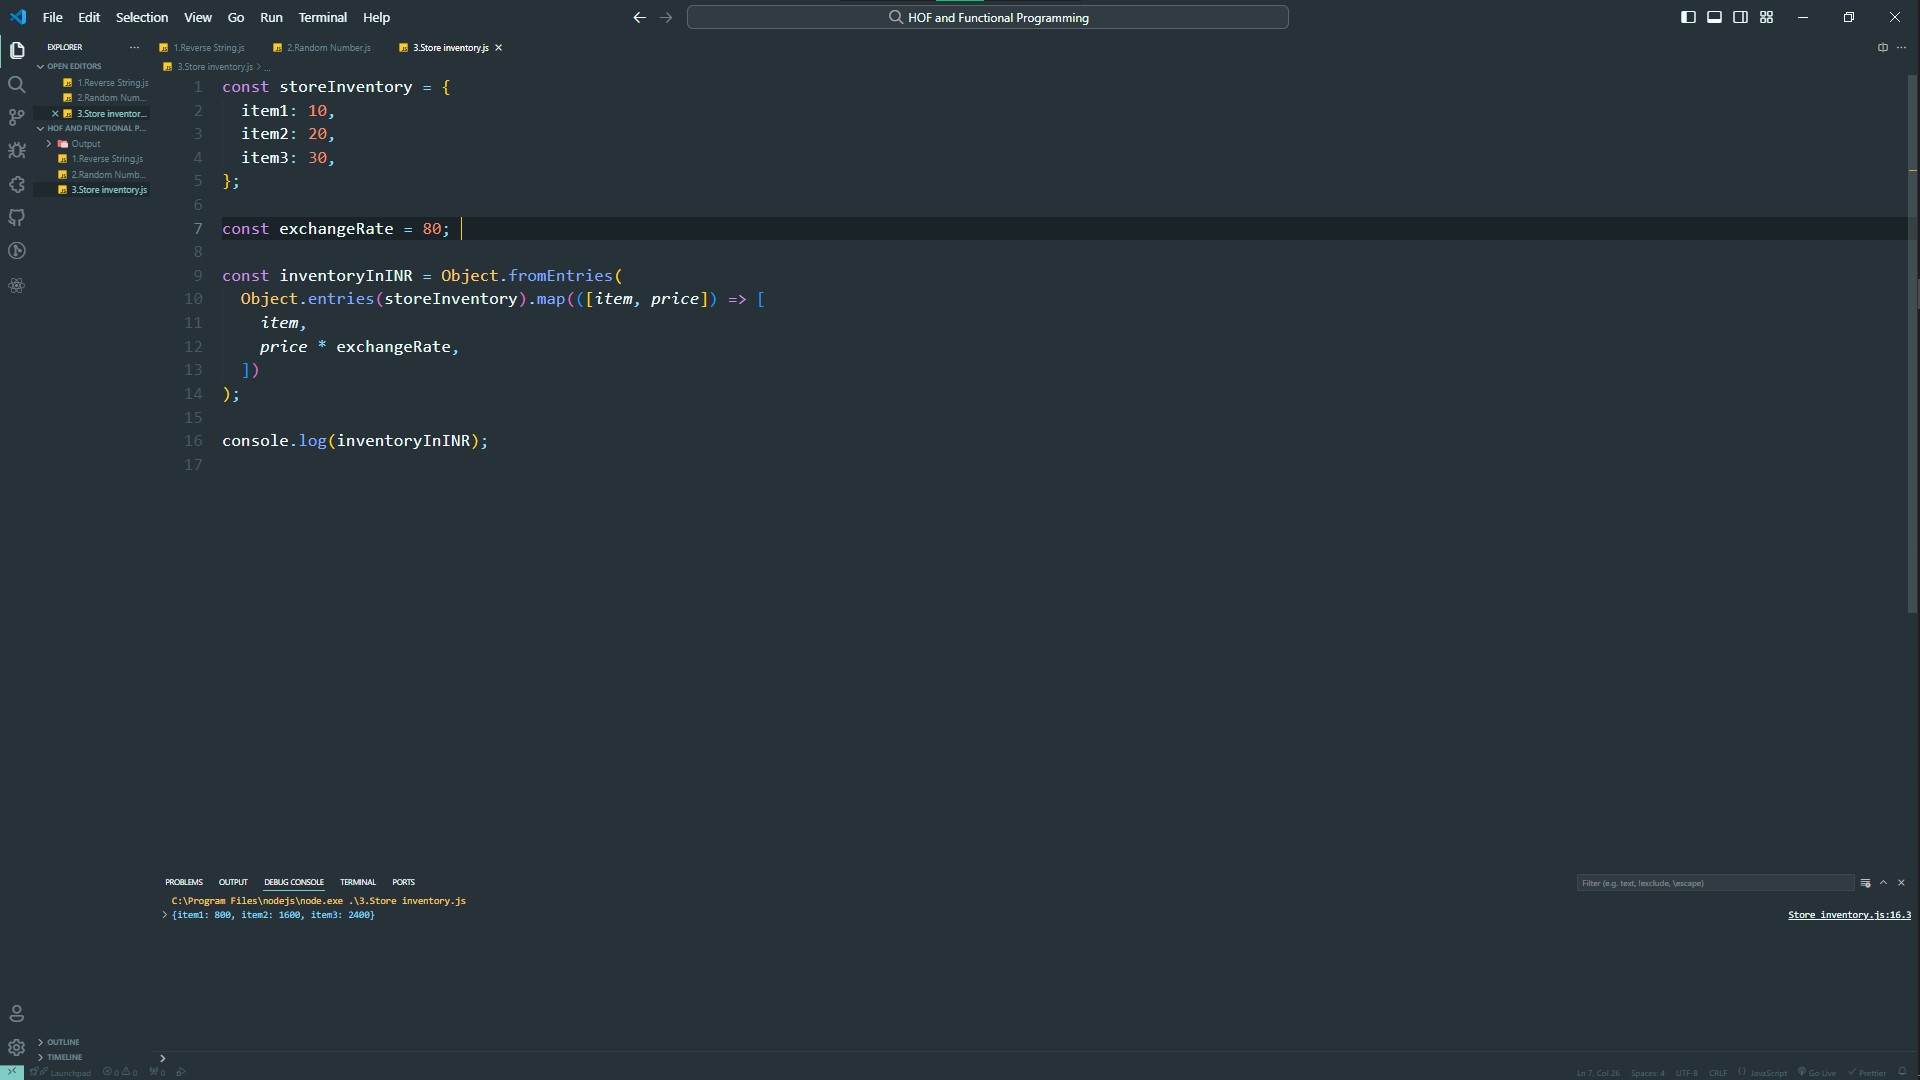 File Edit Selection View Go Run Terminal Help
HOF and Functional Programming
EXPLORER
OPEN EDITORS
1.Reverse String.js
2.Random Num...
3.Store inventor...
HOF AND FUNCTIONAL P...
Output
1.Reverse String.js
2.Random Numb...
3.Store inventory.js
OUTLINE
TIMELINE
1.Reverse String.js 2.Random Number.js 3.Store inventory.js
3.Store inventory.js > ...
1 const storeInventory = {
2 item1: 10,
3 item2: 20,
4 item3: 30,
5 };
6
7 const exchangeRate = 80;
8
9 const inventoryInINR = Object.fromEntries(
10 Object.entries(storeInventory).map(([item, price]) => [
11 item,
12 price * exchangeRate,
13 ])
14 );
15
16 console.log(inventoryInINR);
17
PROBLEMS OUTPUT DEBUG CONSOLE TERMINAL PORTS
Filter (e.g. text, !exclude, \escape)
C:\Program Files\nodejs\node.exe .\3.Store inventory.js
> {item1: 800, item2: 1600, item3: 2400}
Store inventory.js:16.3
Launchpad 0 0 0
Ln 7, Col 26 Spaces: 4 UTF-8 CRLF {} JavaScript Go Live Prettier